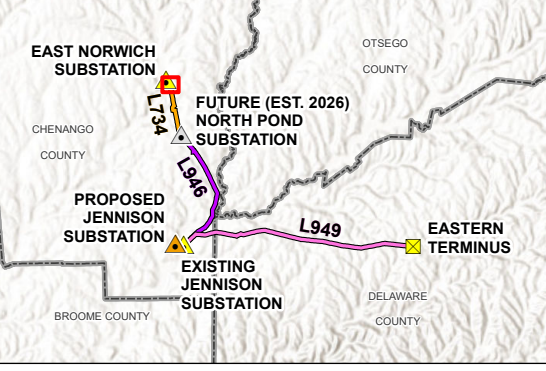 EAST NORWICH
SUBSTATION
OTSEGO
COUNTY
L734
FUTURE (EST. 2026)
NORTH POND
SUBSTATION
CHENANGO
COUNTY
L946
PROPOSED
JENNISON
SUBSTATION
L949
EASTERN
TERMINUS
EXISTING
JENNISON
SUBSTATION
DELAWARE
COUNTY
BROOME COUNTY